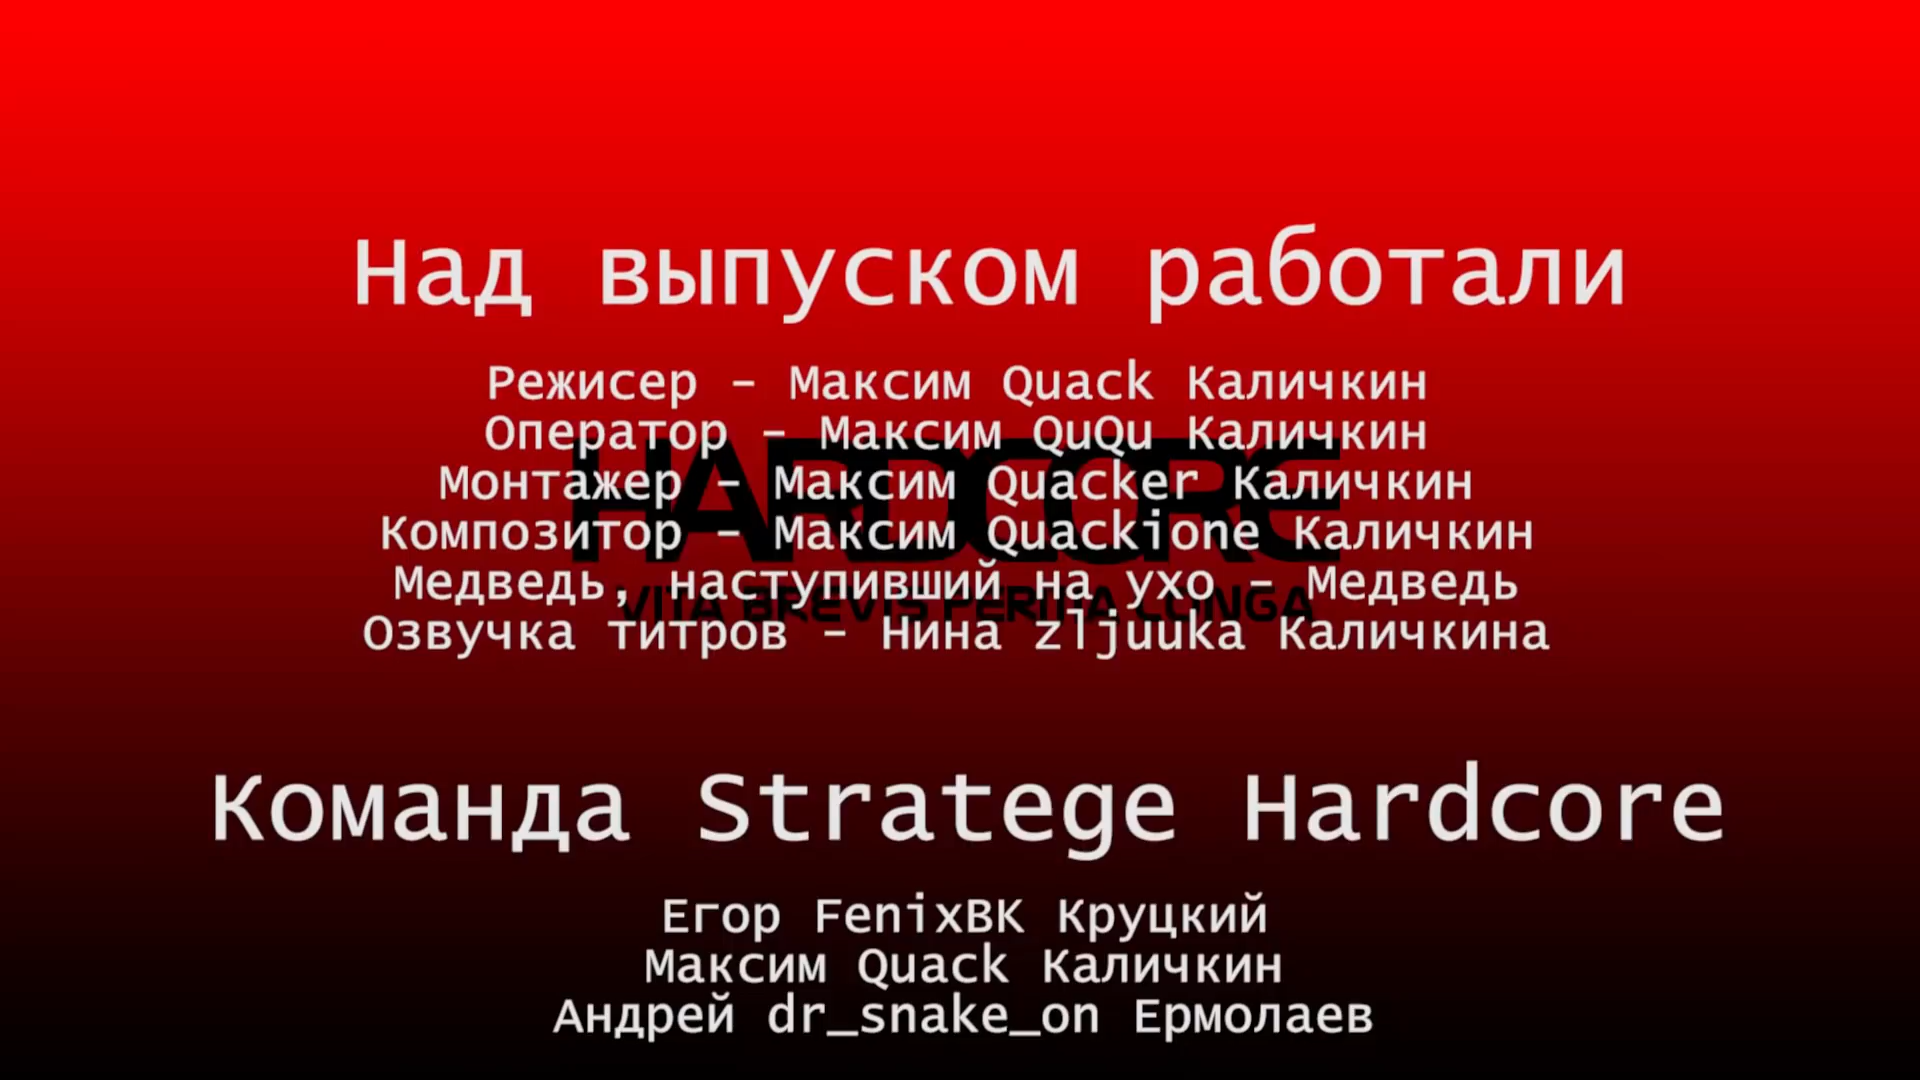 Над выпуском работали
Режисер - Максим Quack Каличкин
Оператор - Максим QuQu Каличкин
Монтажер - Максим Quacker Каличкин
Композитор - Максим Quackione Каличкин
Медведь, наступивший на ухо - Медведь
Озвучка титров - Нина zljuuka Каличкина
HARDCORE
VITA BREVIS PERMA LONGA
Команда Stratege Hardcore
Егор FenixBK Круцкий
Максим Quack Каличкин
Андрей dr_snake_on Ермолаев